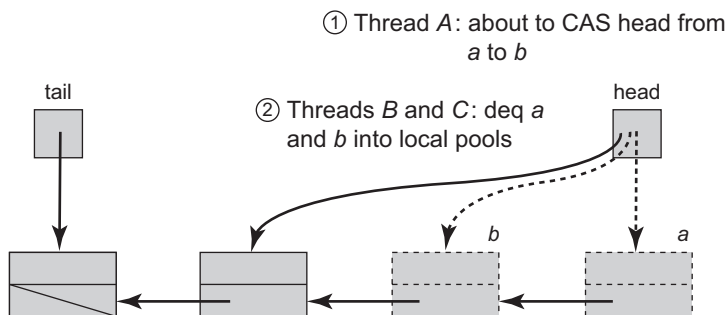 ① Thread A: about to CAS head from
a to b
tail
head
② Threads B and C: deq a
and b into local pools
b
a